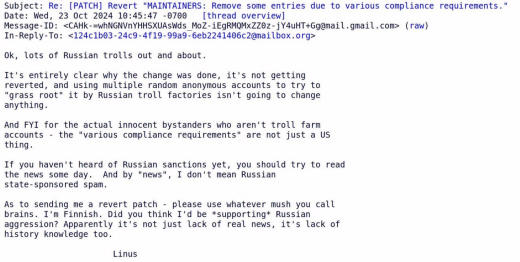 Subject: Re: [PATCH] Revert "MAINTAINERS: Remove some entries due to various compliance requirements."
Date: Wed, 23 Oct 2024 10:45:47 -0700 [thread overview]
Message-ID: <CAHk-=whNGNVnYHHSXUAsWds_MoZ-iEgRMQMxZZ0z-jY4uHT+Gg@mail.gmail.com> (raw)
In-Reply-To: <124c1b03-24c9-4f19-99a9-6eb2241406c2@mailbox.org>
Ok, lots of Russian trolls out and about.
It's entirely clear why the change was done, it's not getting
reverted, and using multiple random anonymous accounts to try to
"grass root" it by Russian troll factories isn't going to change
anything.
And FYI for the actual innocent bystanders who aren't troll farm
accounts - the "various compliance requirements" are not just a US
thing.
If you haven't heard of Russian sanctions yet, you should try to read
the news some day. And by "news", I don't mean Russian
state-sponsored spam.
As to sending me a revert patch - please use whatever mush you call
brains. I'm Finnish. Did you think I'd be *supporting* Russian
aggression? Apparently it's not just lack of real news, it's lack of
history knowledge too.
Linus